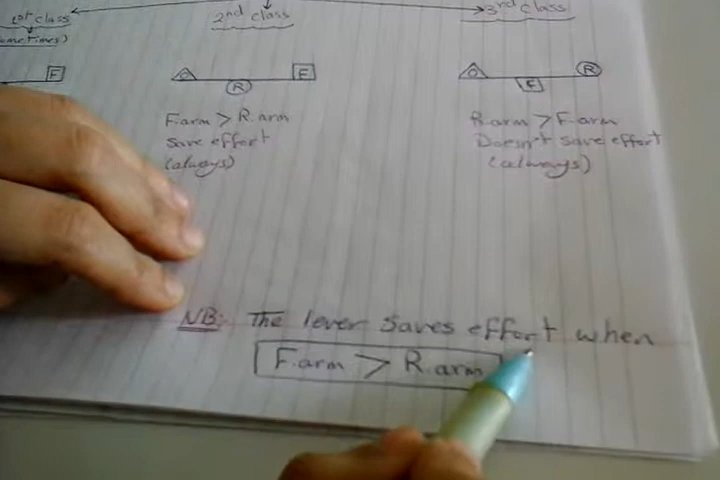 1st class
2nd class
3rd class
(sometimes)
F
O R F
O F R
F.arm > R.arm
save effort
(always)
R.arm > F.arm
Doesn't save effort
(always)
NB: The lever saves effort when
F.arm > R.arm